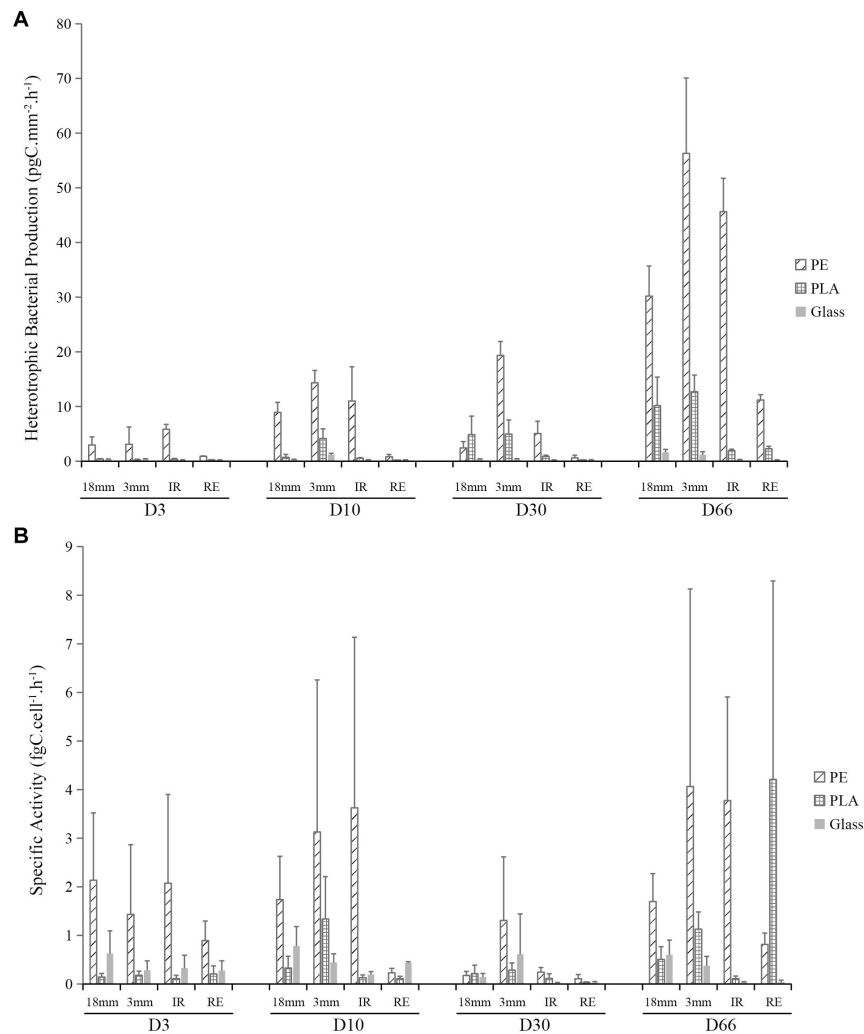 A
Heterotrophic Bacterial Production (pgC.mm⁻².h⁻¹)
80
70
60
50
40
30
20
10
0
18mm 3mm IR RE 18mm 3mm IR RE 18mm 3mm IR RE 18mm 3mm IR RE
D3 D10 D30 D66
PE
PLA
Glass
B
Specific Activity (fgC.cell⁻¹.h⁻¹)
9
8
7
6
5
4
3
2
1
0
18mm 3mm IR RE 18mm 3mm IR RE 18mm 3mm IR RE 18mm 3mm IR RE
D3 D10 D30 D66
PE
PLA
Glass